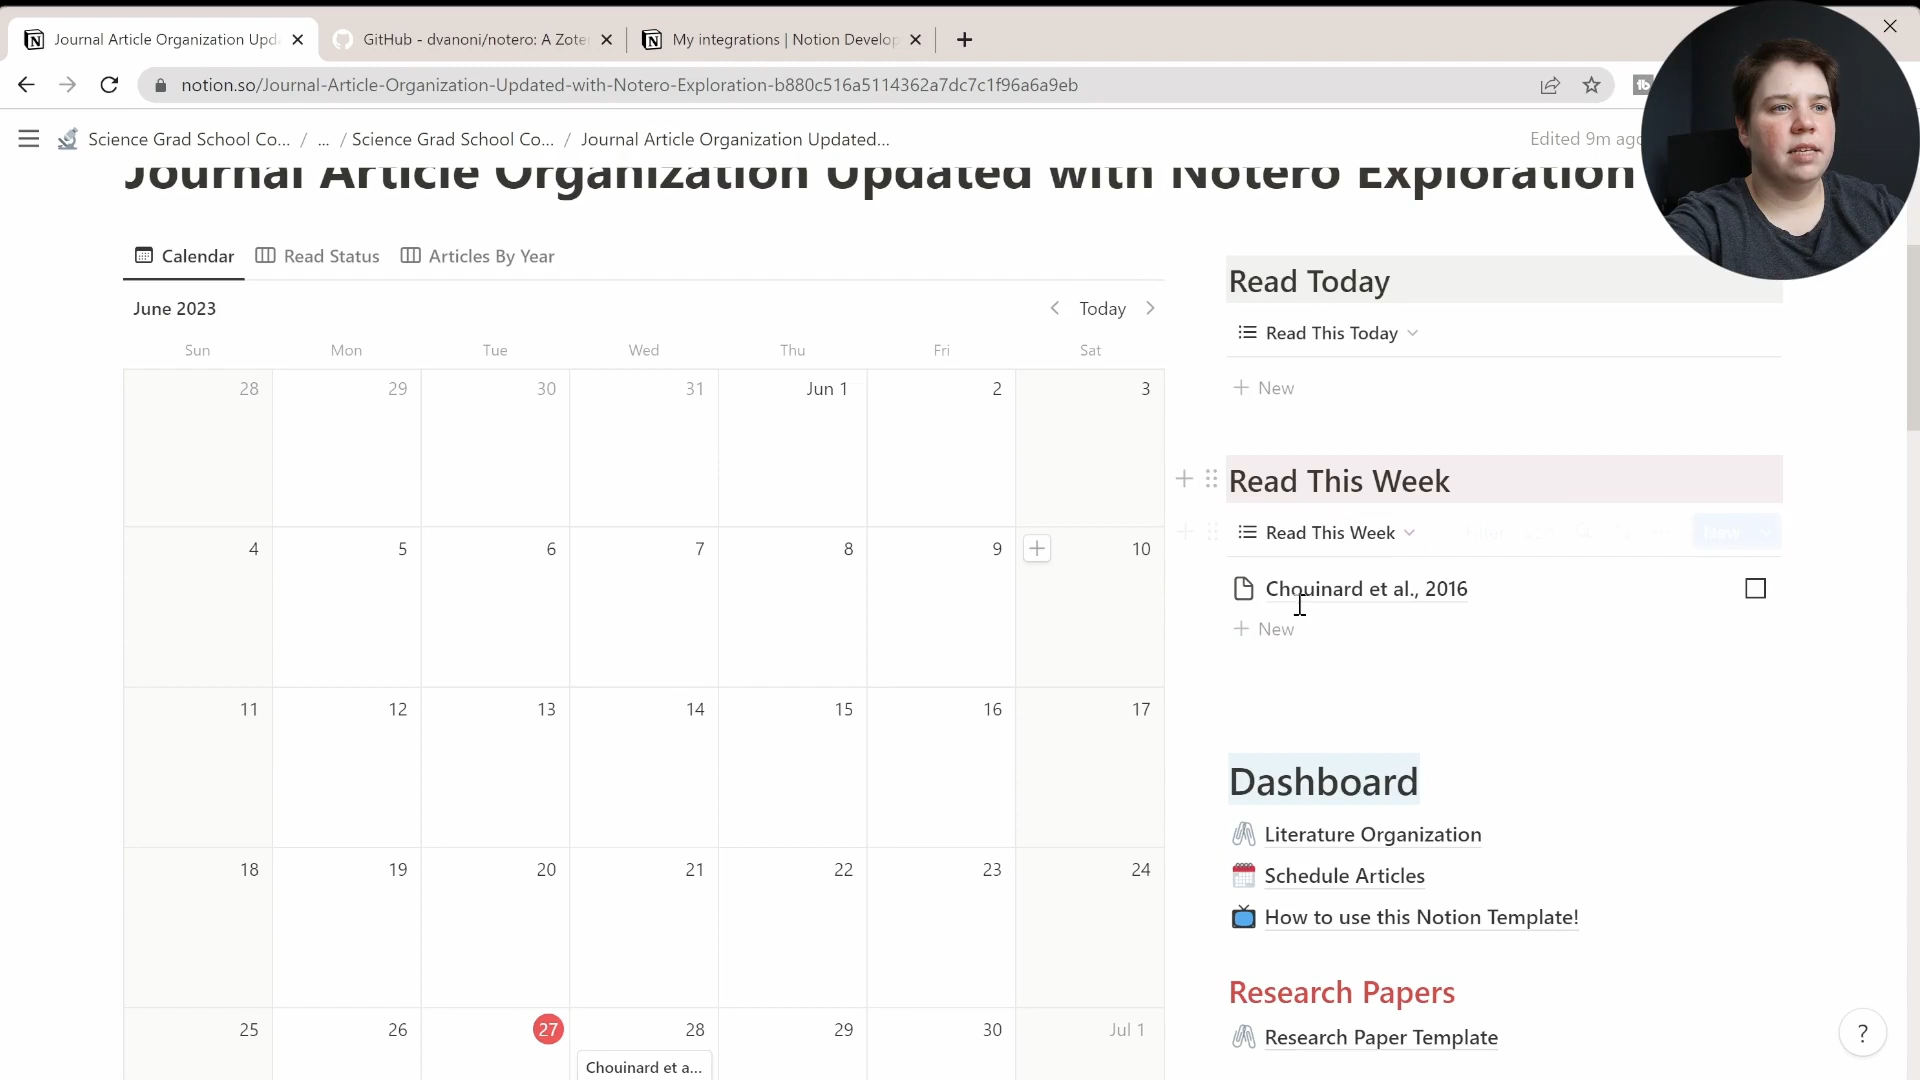 Journal Article Organization Upd
GitHub - dvanoni/notero: A Zote
My integrations | Notion Develop
notion.so/Journal-Article-Organization-Updated-with-Notero-Exploration-b880c516a5114362a7dc7c1f96a6a9eb
Science Grad School Co... / ... / Science Grad School Co... / Journal Article Organization Updated...
Edited 9m ago
Journal Article Organization Updated with Notero Exploration
Calendar
Read Status
Articles By Year
June 2023
Today
Sun Mon Tue Wed Thu Fri Sat
28 29 30 31 Jun 1 2 3
4 5 6 7 8 9 10
11 12 13 14 15 16 17
18 19 20 21 22 23 24
25 26 27 28 29 30 Jul 1
Chouinard et a...
Read Today
Read This Today
+ New
Read This Week
Read This Week
Filter
New
Chouinard et al., 2016
+ New
Dashboard
Literature Organization
Schedule Articles
How to use this Notion Template!
Research Papers
Research Paper Template
?